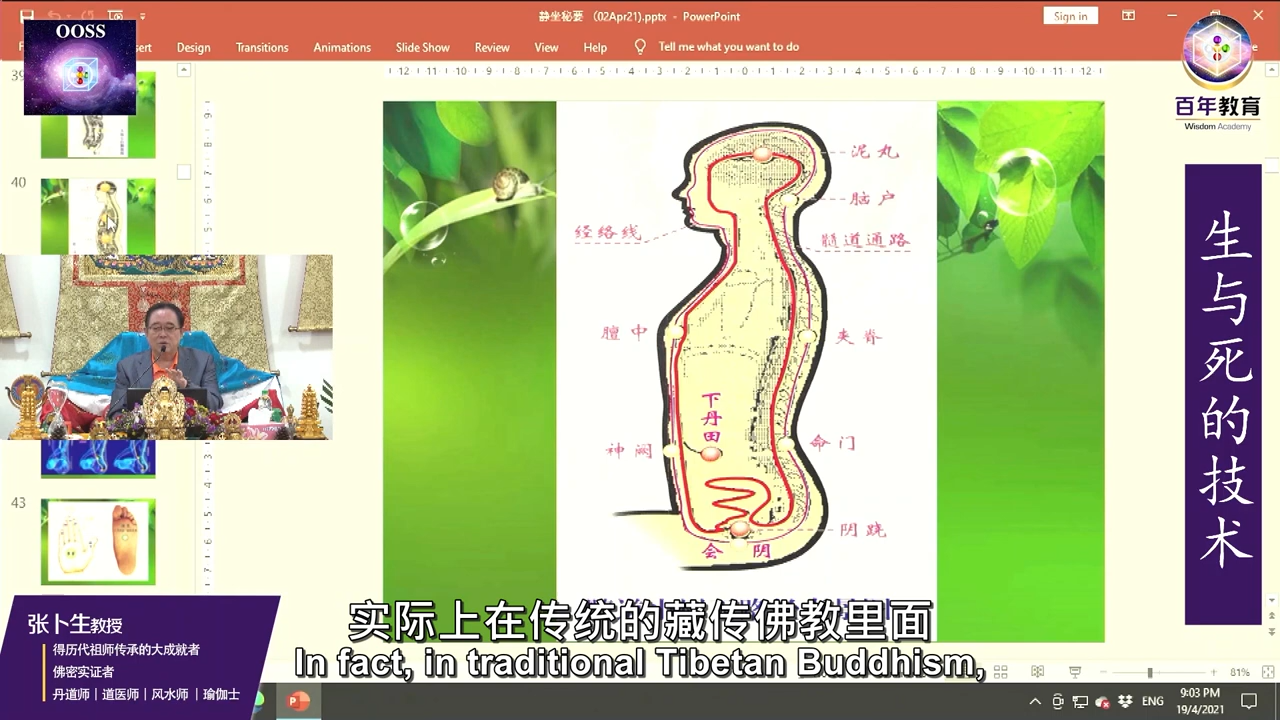 静坐秘要 (02Apr21).pptx - PowerPoint
Sign in
OOSS
Design Transitions Animations Slide Show Review View Help Tell me what you want to do
百年教育
Wisdom Academy
39
40
43
泥丸
脑户
经络线
髓道通路
膻中
夹脊
下丹田
神阙
命门
阴跷
会阴
生与死的技术
张卜生教授
得历代祖师传承的大成就者
佛密实证者
丹道师|道医师|风水师|瑜伽士
实际上在传统的藏传佛教里面
In fact, in traditional Tibetan Buddhism,
81%
ENG
9:03 PM
19/4/2021